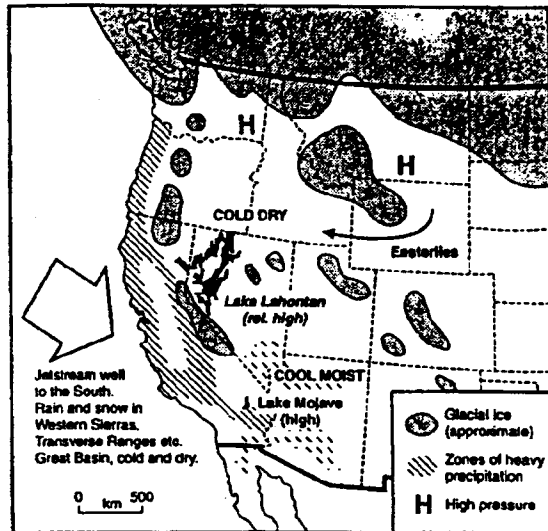 H
H
COLD DRY
Easterlies
Lake Lahontan
(rel. high)
Jetstream well
to the South.
Rain and snow in
Western Sierras,
Transverse Ranges etc.
Great Basin, cold and dry.
COOL MOIST
Lake Mojave
(high)
0 km 500
Glacial ice
(approximate)
Zones of heavy
precipitation
H High pressure